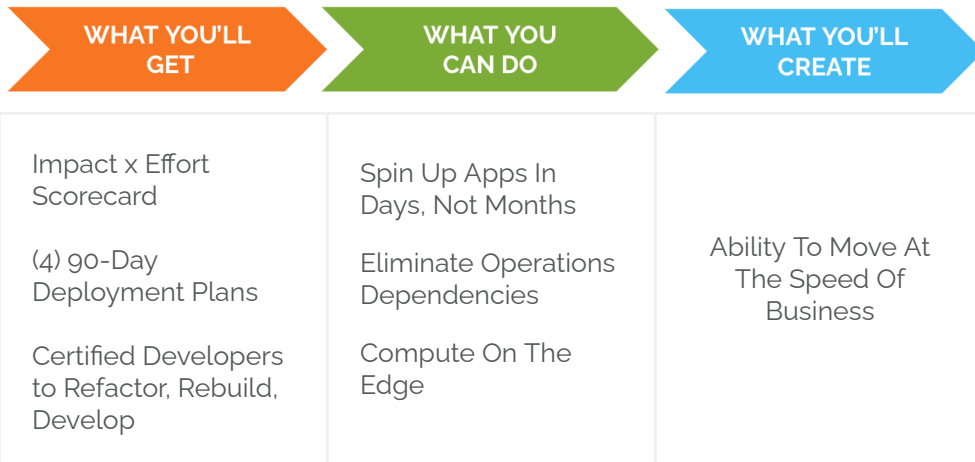 WHAT YOU'LL
GET
WHAT YOU
CAN DO
WHAT YOU'LL
CREATE
Impact x Effort
Scorecard
(4) 90-Day
Deployment Plans
Certified Developers
to Refactor, Rebuild,
Develop
Spin Up Apps In
Days, Not Months
Eliminate Operations
Dependencies
Compute On The
Edge
Ability To Move At
The Speed Of
Business